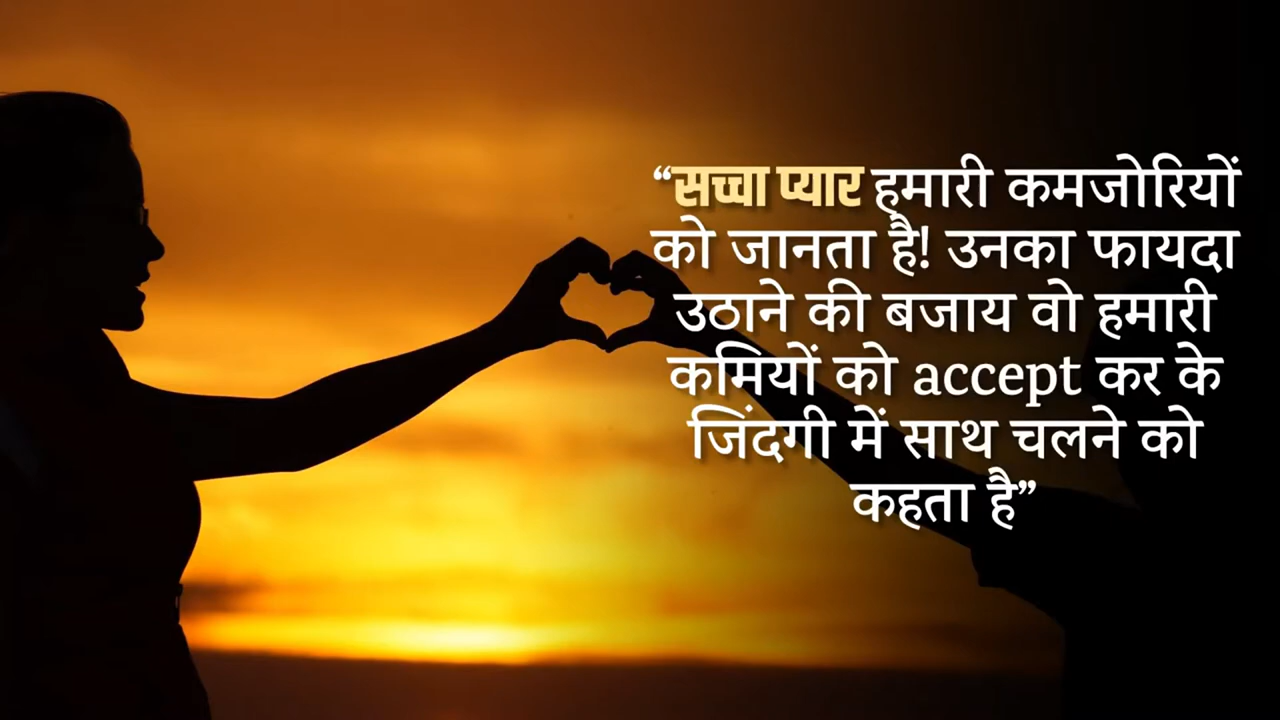 “सच्चा प्यार हमारी कमजोरियों
को जानता है! उनका फायदा
उठाने की बजाय वो हमारी
कमियों को accept कर के
जिंदगी में साथ चलने को
कहता है”